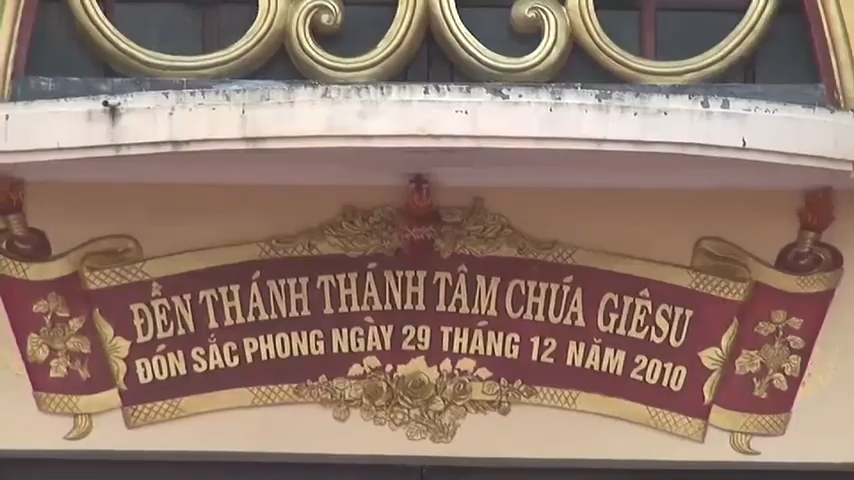 ĐỀN THÁNH THÁNH TÂM CHÚA GIÊSU
ĐÓN SẮC PHONG NGÀY 29 THÁNG 12 NĂM 2010